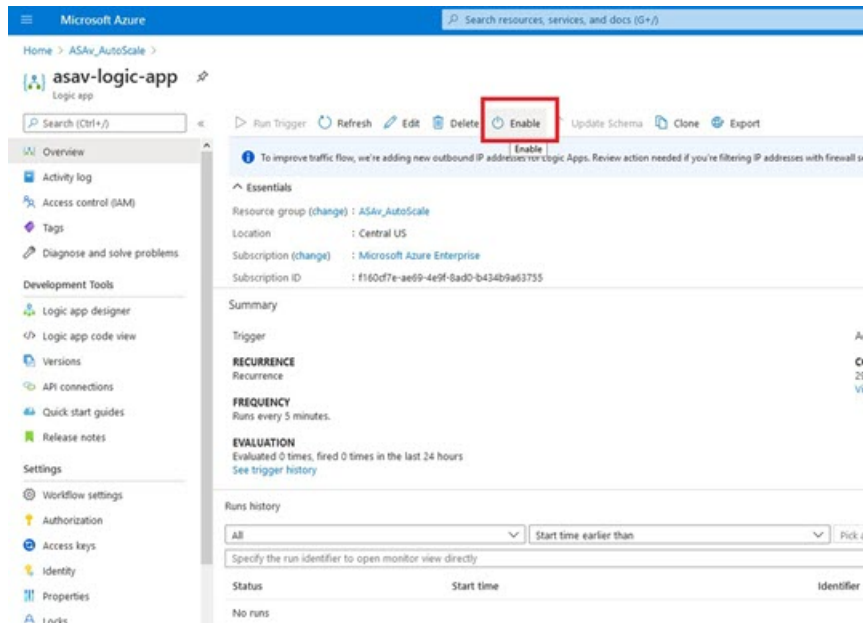 Microsoft Azure
Search resources, services, and docs (G+/)
Home > ASAv_AutoScale >
asav-logic-app
Logic app
Search (Ctrl+/)
«
Run Trigger Refresh Edit Delete Enable Update Schema Clone Export
Enable
Overview
Activity log
Access control (IAM)
Tags
Diagnose and solve problems
Development Tools
Logic app designer
Logic app code view
Versions
API connections
Quick start guides
Release notes
Settings
Workflow settings
Authorization
Access keys
Identity
Properties
Locks
To improve traffic flow, we're adding new outbound IP addresses for Logic Apps. Review action needed if you're filtering IP addresses with firewall
Essentials
Resource group (change) : ASAv_AutoScale
Location : Central US
Subscription (change) : Microsoft Azure Enterprise
Subscription ID : f160cf7e-ae69-4e9f-8ad0-b434b9a63755
Summary
Trigger
RECURRENCE
Recurrence
FREQUENCY
Runs every 5 minutes.
EVALUATION
Evaluated 0 times, fired 0 times in the last 24 hours
See trigger history
Runs history
All Start time earlier than Pick
Specify the run identifier to open monitor view directly
Status Start time Identifier
No runs